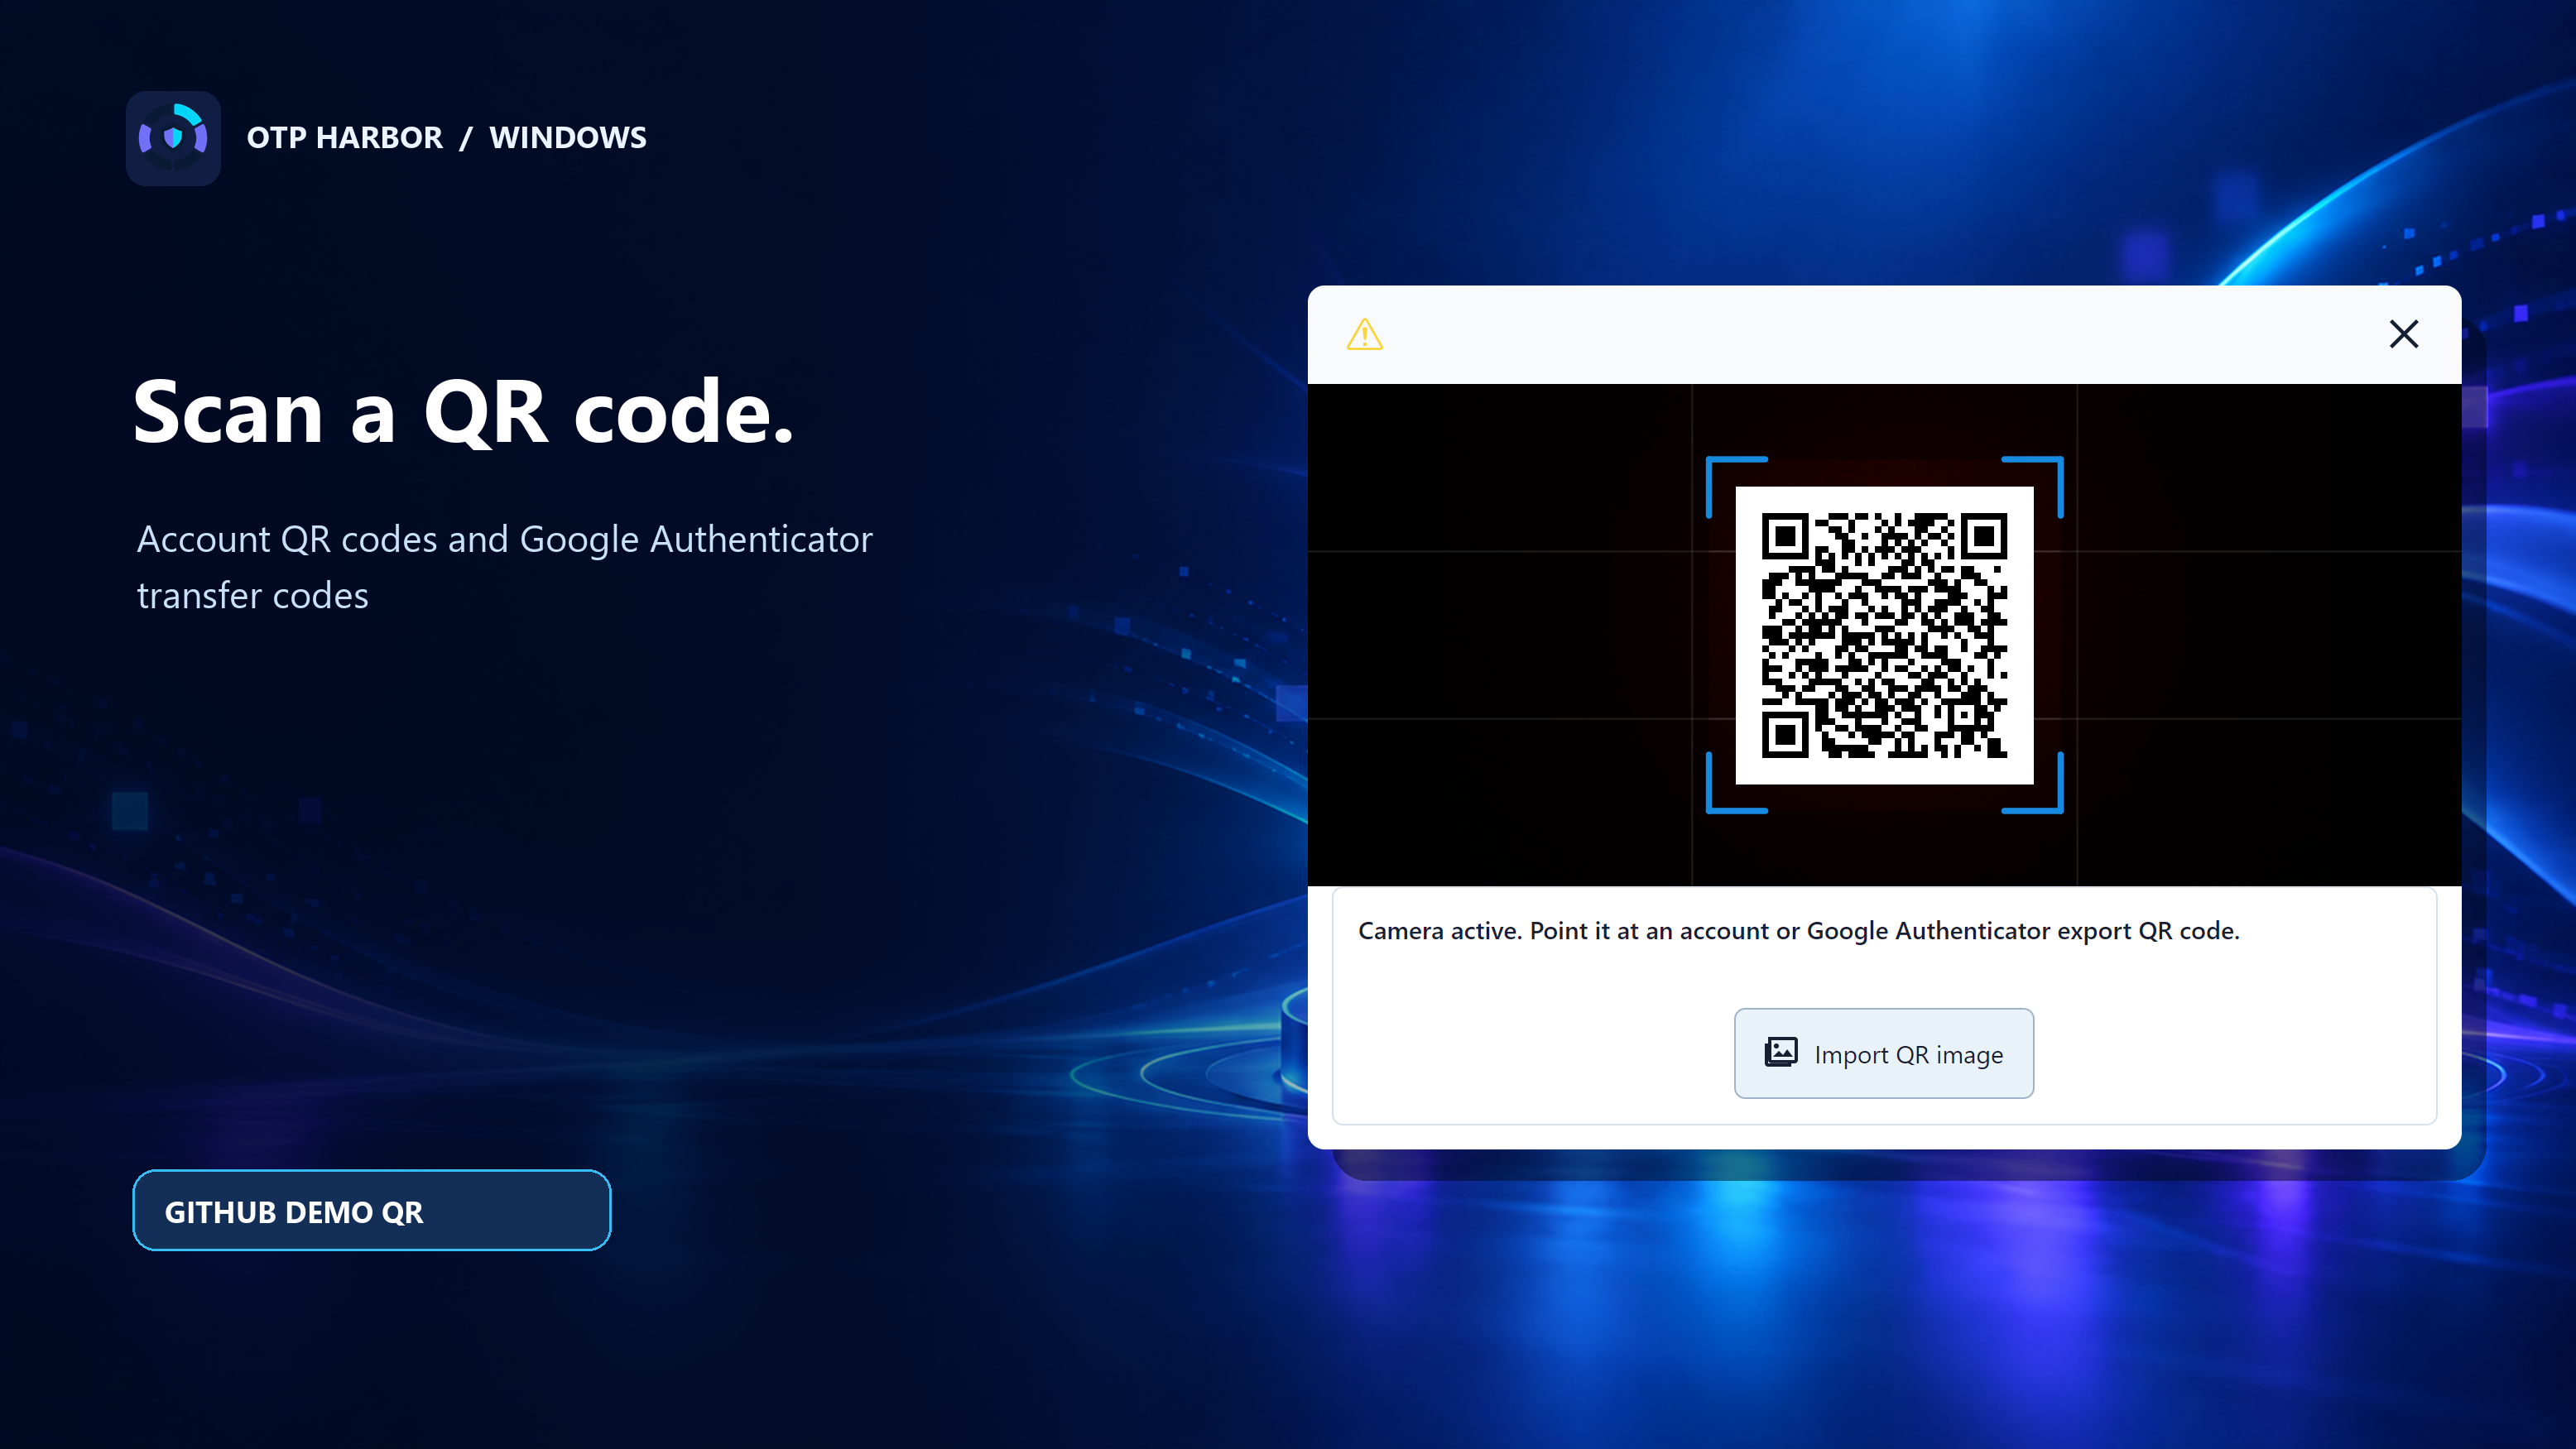 OTP HARBOR / WINDOWS
Scan a QR code.
Account QR codes and Google Authenticator
transfer codes
Camera active. Point it at an account or Google Authenticator export QR code.
Import QR image
GITHUB DEMO QR